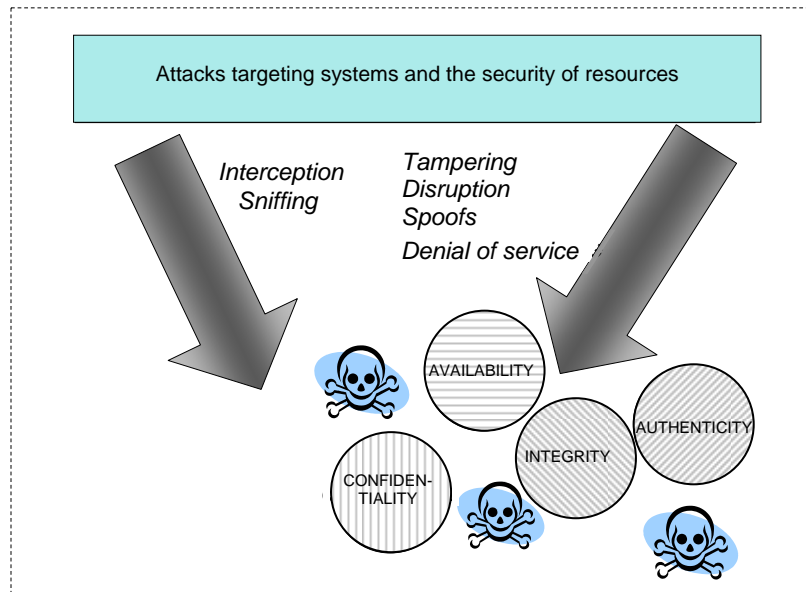 Attacks targeting systems and the security of resources
Interception
Sniffing
Tampering
Disruption
Spoofs
Denial of service
AVAILABILITY
AUTHENTICITY
INTEGRITY
CONFIDEN-
TIALITY